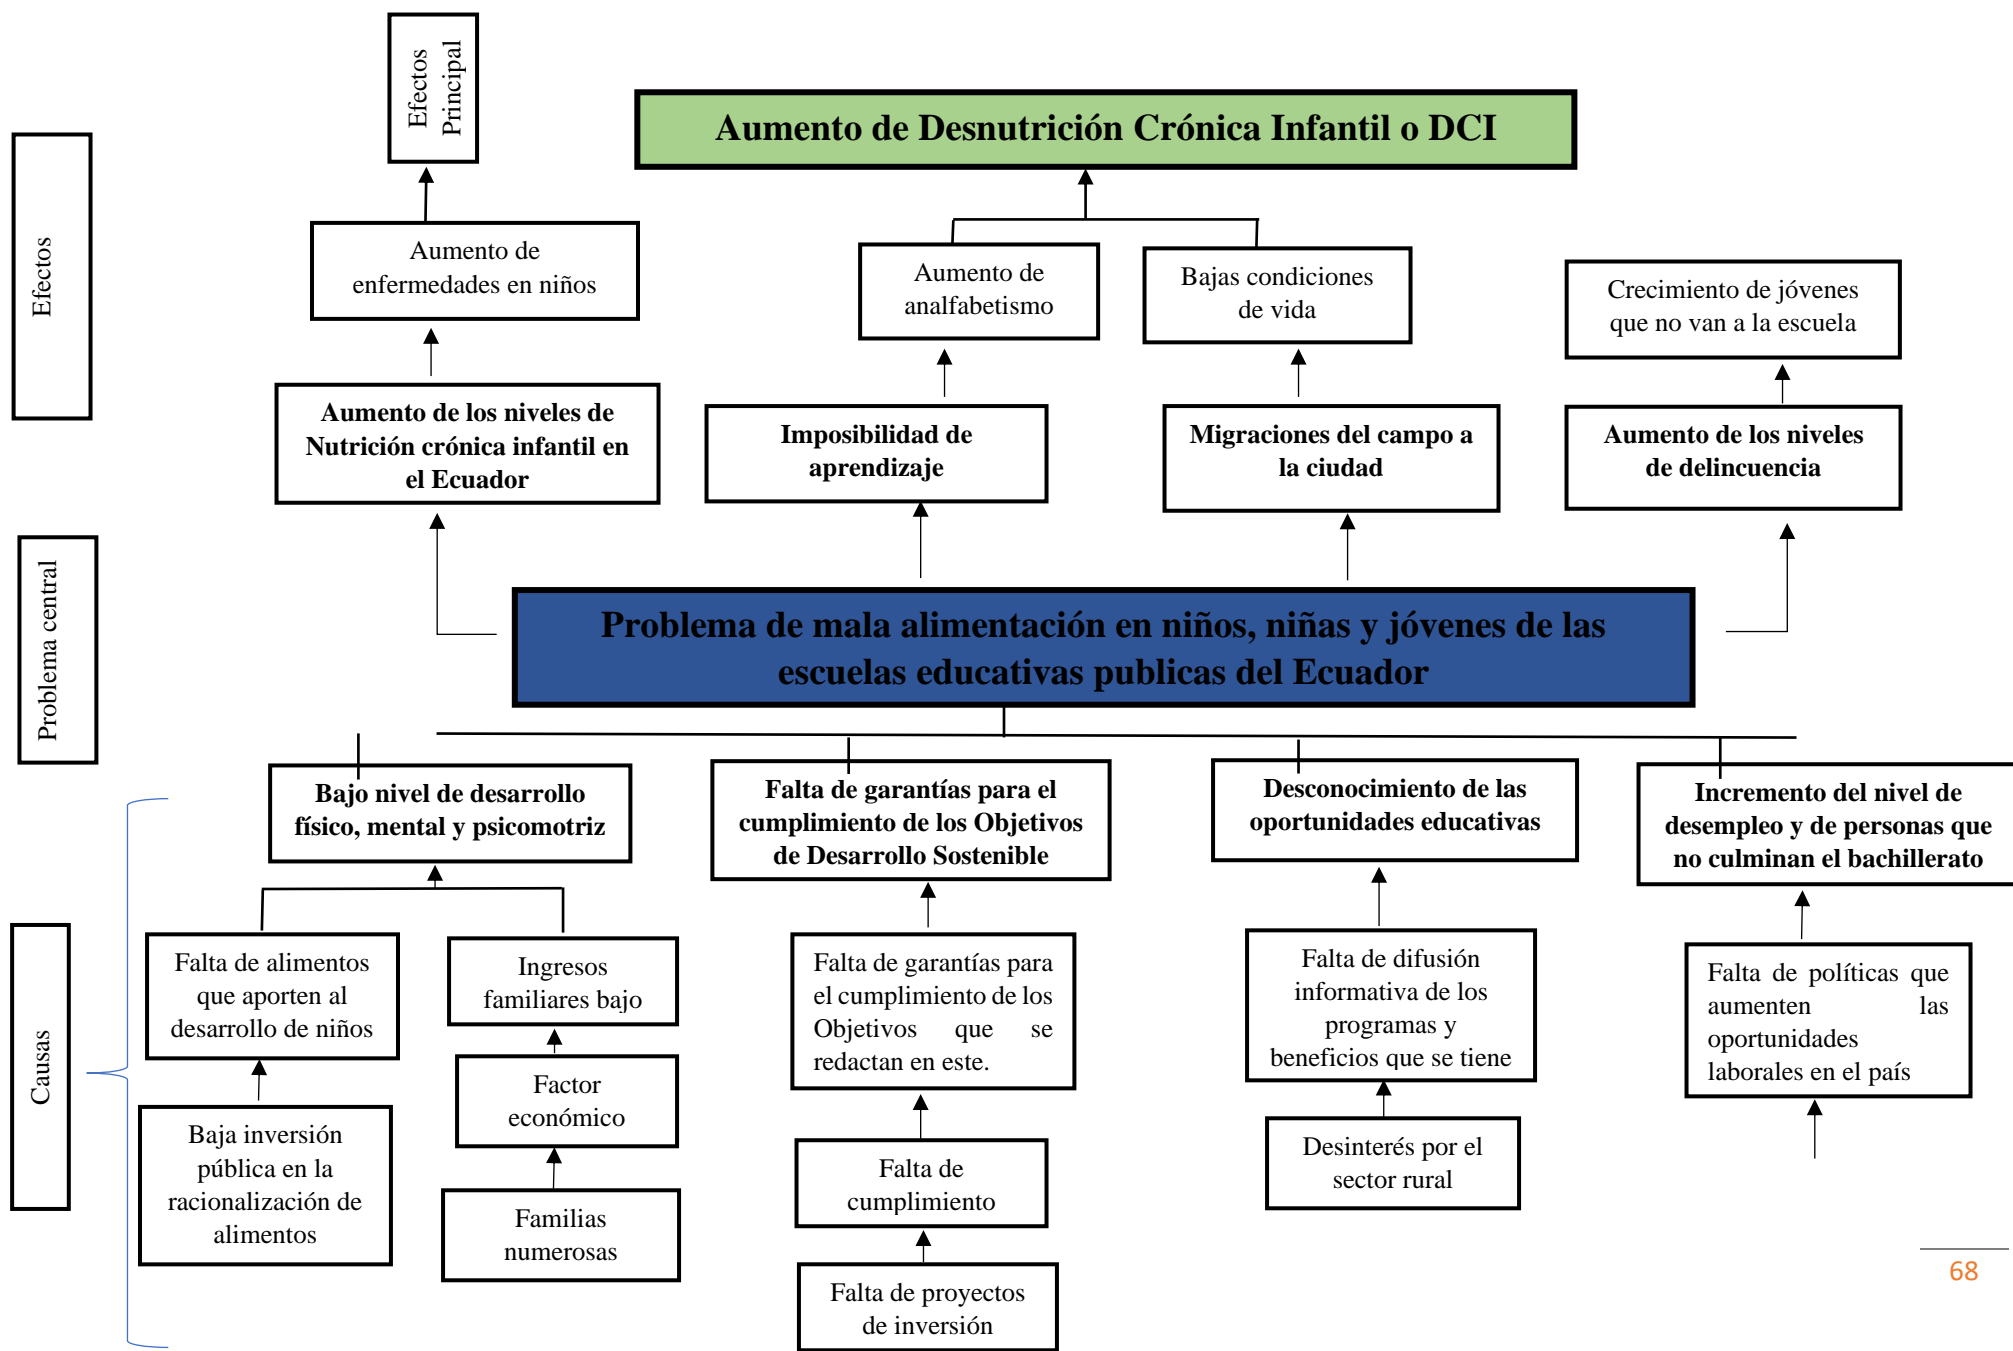 Efectos
Principal
Aumento de Desnutrición Crónica Infantil o DCI
Efectos
Aumento de
enfermedades en niños
Aumento de
analfabetismo
Bajas condiciones
de vida
Crecimiento de jóvenes
que no van a la escuela
Aumento de los niveles de
Nutrición crónica infantil en
el Ecuador
Imposibilidad de
aprendizaje
Migraciones del campo a
la ciudad
Aumento de los niveles
de delincuencia
Problema central
Problema de mala alimentación en niños, niñas y jóvenes de las
escuelas educativas publicas del Ecuador
Bajo nivel de desarrollo
físico, mental y psicomotriz
Falta de garantías para el
cumplimiento de los Objetivos
de Desarrollo Sostenible
Desconocimiento de las
oportunidades educativas
Incremento del nivel de
desempleo y de personas que
no culminan el bachillerato
Causas
Falta de alimentos
que aporten al
desarrollo de niños
Ingresos
familiares bajo
Falta de garantías para
el cumplimiento de los
Objetivos que se
redactan en este.
Falta de difusión
informativa de los
programas y
beneficios que se tiene
Falta de políticas que
aumenten las
oportunidades
laborales en el país
Factor
económico
Baja inversión
pública en la
racionalización de
alimentos
Falta de
cumplimiento
Desinterés por el
sector rural
Familias
numerosas
Falta de proyectos
de inversión
68